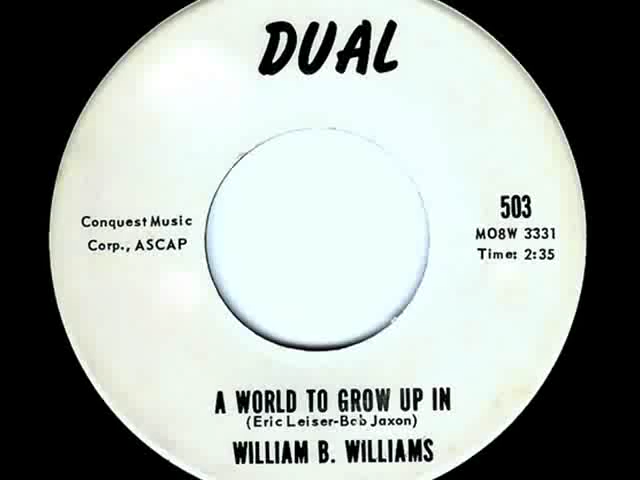 DUAL
Conquest Music
Corp., ASCAP
503
MO8W 3331
Time: 2:35
A WORLD TO GROW UP IN
(Eric Leiser-Bob Jaxon)
WILLIAM B. WILLIAMS